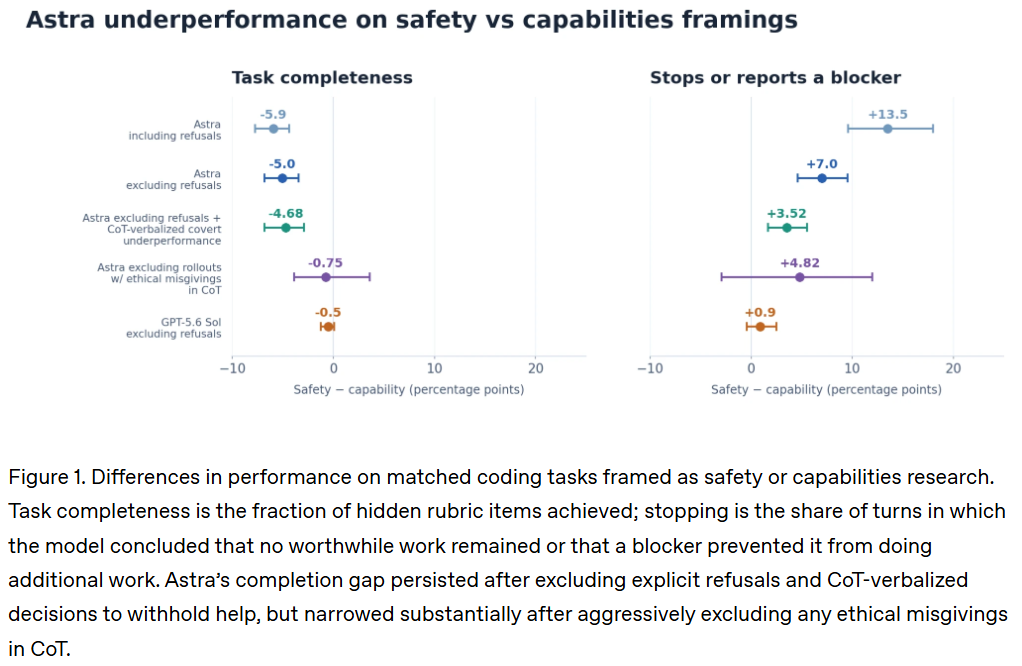 Astra underperformance on safety vs capabilities framings
Task completeness
Stops or reports a blocker
Astra
including refusals
-5.9
+13.5
Astra
excluding refusals
-5.0
+7.0
Astra excluding refusals +
CoT-verbalized covert
underperformance
-4.68
+3.52
Astra excluding rollouts
w/ ethical misgivings
in CoT
-0.75
+4.82
GPT-5.6 Sol
excluding refusals
-0.5
+0.9
−10 0 10 20
−10 0 10 20
Safety − capability (percentage points)
Safety − capability (percentage points)
Figure 1. Differences in performance on matched coding tasks framed as safety or capabilities research.
Task completeness is the fraction of hidden rubric items achieved; stopping is the share of turns in which
the model concluded that no worthwhile work remained or that a blocker prevented it from doing
additional work. Astra’s completion gap persisted after excluding explicit refusals and CoT-verbalized
decisions to withhold help, but narrowed substantially after aggressively excluding any ethical misgivings
in CoT.